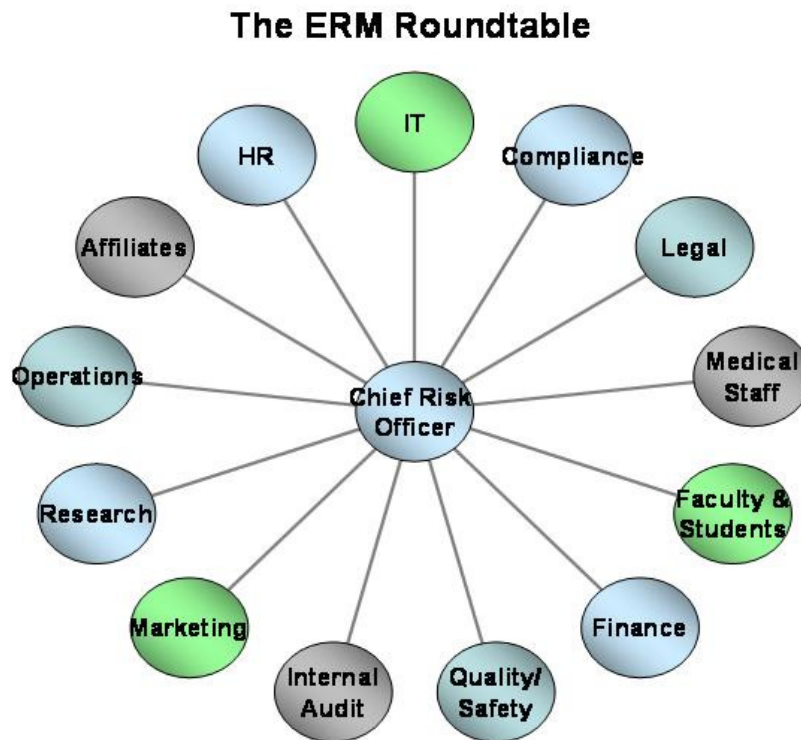 The ERM Roundtable
IT
HR
Compliance
Affiliates
Legal
Operations
Medical
Staff
Chief Risk
Officer
Research
Faculty &
Students
Marketing
Finance
Internal
Audit
Quality/
Safety